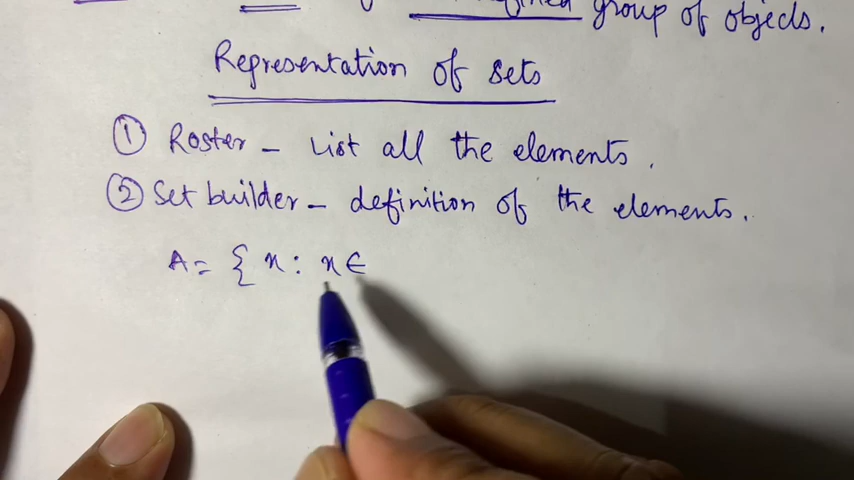 group of objects.
Representation of sets
① Roster - List all the elements.
② Set builder - definition of the elements.
A = { x : x ∈